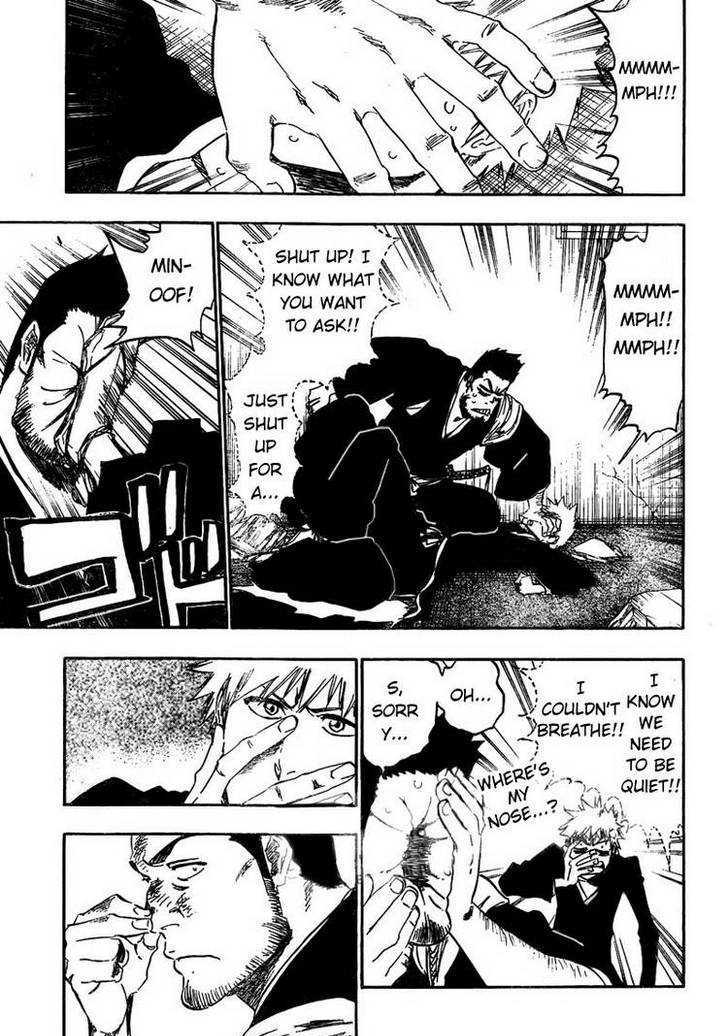 MMMM-
MPH!!!
MMMM-
MPH!!
MMPH!!
SHUT UP! I
KNOW WHAT
YOU WANT
TO ASK!!
JUST
SHUT
UP
FOR
A...
MIN-
OOF!
I
KNOW
WE
NEED
TO BE
QUIET!!
I
COULDN'T
BREATHE!!
OH...
S,
SORR
Y...
WHERE'S
MY
NOSE...?